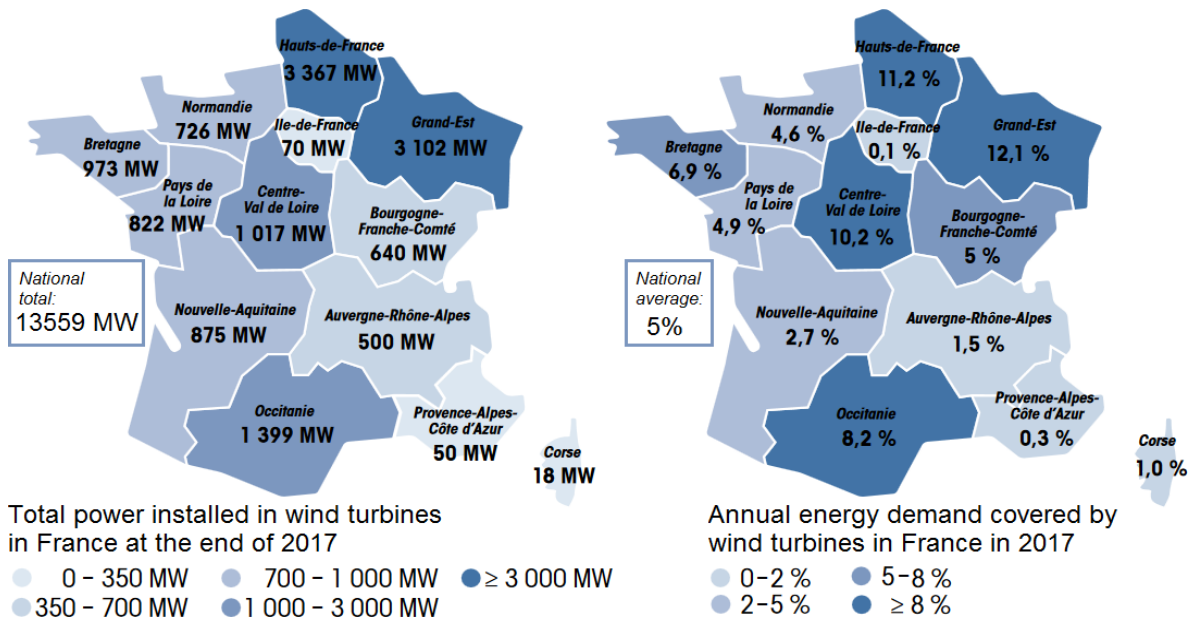 Hauts-de-France
3 367 MW
Normandie
726 MW
Ile-de-France
70 MW
Grand-Est
3 102 MW
Bretagne
973 MW
Pays de
la Loire
822 MW
Centre-
Val de Loire
1 017 MW
Bourgogne-
Franche-Comté
640 MW
National
total:
13559 MW
Nouvelle-Aquitaine
875 MW
Auvergne-Rhône-Alpes
500 MW
Occitanie
1 399 MW
Provence-Alpes-
Côte d'Azur
50 MW
Corse
18 MW
Total power installed in wind turbines
in France at the end of 2017
0 – 350 MW
700 – 1 000 MW
≥ 3 000 MW
350 – 700 MW
1 000 – 3 000 MW
Hauts-de-France
11,2 %
Normandie
4,6 %
Ile-de-France
0,1 %
Grand-Est
12,1 %
Bretagne
6,9 %
Pays de
la Loire
4,9 %
Centre-
Val de Loire
10,2 %
Bourgogne-
Franche-Comté
5 %
National
average:
5%
Nouvelle-Aquitaine
2,7 %
Auvergne-Rhône-Alpes
1,5 %
Occitanie
8,2 %
Provence-Alpes-
Côte d'Azur
0,3 %
Corse
1,0 %
Annual energy demand covered by
wind turbines in France in 2017
0–2 %
5–8 %
2–5 %
≥ 8 %